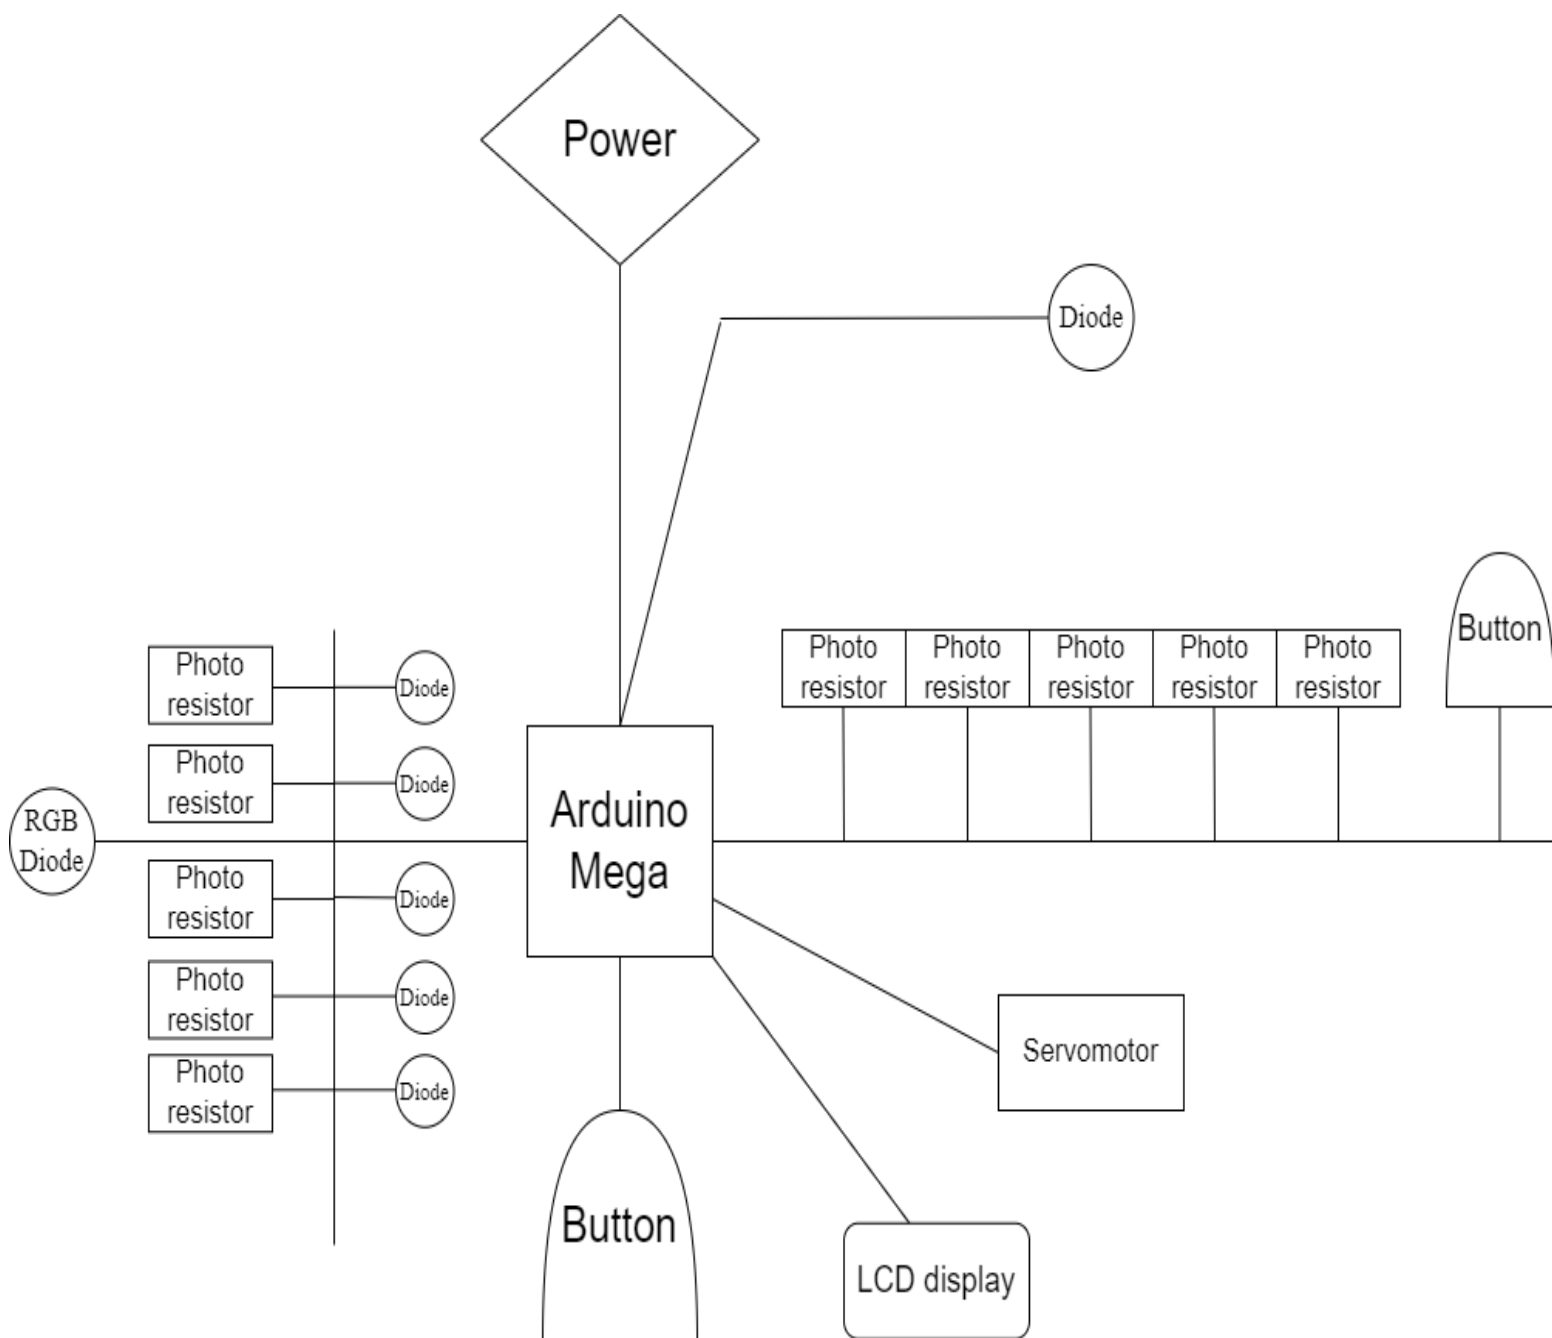 Power
Diode
Button
Photo
resistor
Photo
resistor
Photo
resistor
Photo
resistor
Photo
resistor
Photo
resistor
Diode
Photo
resistor
Diode
RGB
Diode
Arduino
Mega
Photo
resistor
Diode
Photo
resistor
Diode
Photo
resistor
Diode
Servomotor
Button
LCD display